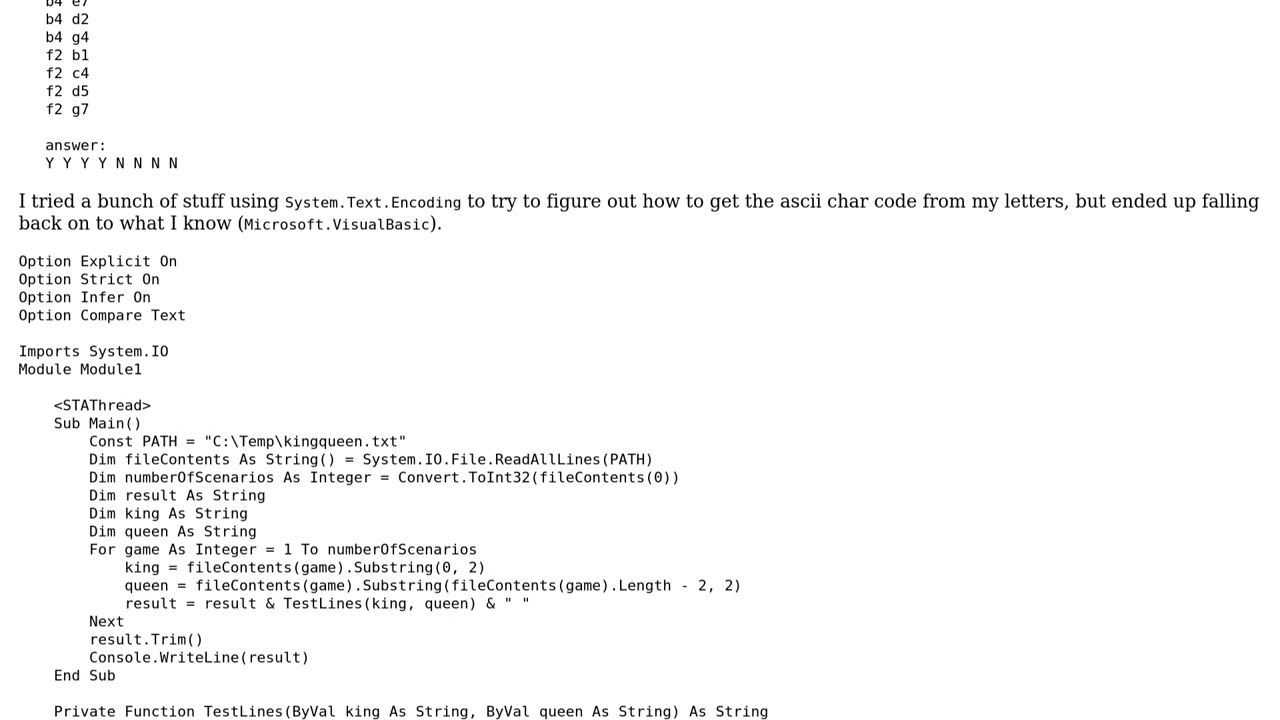 b4 e7
b4 d2
b4 g4
f2 b1
f2 c4
f2 d5
f2 g7
answer:
Y Y Y Y N N N N
I tried a bunch of stuff using System.Text.Encoding to try to figure out how to get the ascii char code from my letters, but ended up falling
back on to what I know (Microsoft.VisualBasic).
Option Explicit On
Option Strict On
Option Infer On
Option Compare Text
Imports System.IO
Module Module1
<STAThread>
Sub Main()
Const PATH = "C:\Temp\kingqueen.txt"
Dim fileContents As String() = System.IO.File.ReadAllLines(PATH)
Dim numberOfScenarios As Integer = Convert.ToInt32(fileContents(0))
Dim result As String
Dim king As String
Dim queen As String
For game As Integer = 1 To numberOfScenarios
king = fileContents(game).Substring(0, 2)
queen = fileContents(game).Substring(fileContents(game).Length - 2, 2)
result = result & TestLines(king, queen) & " "
Next
result.Trim()
Console.WriteLine(result)
End Sub
Private Function TestLines(ByVal king As String, ByVal queen As String) As String